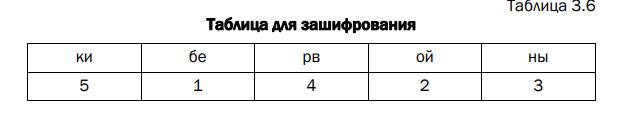 Таблица 3.6
Таблица для зашифрования
ки бе рв ой ны
5 1 4 2 3